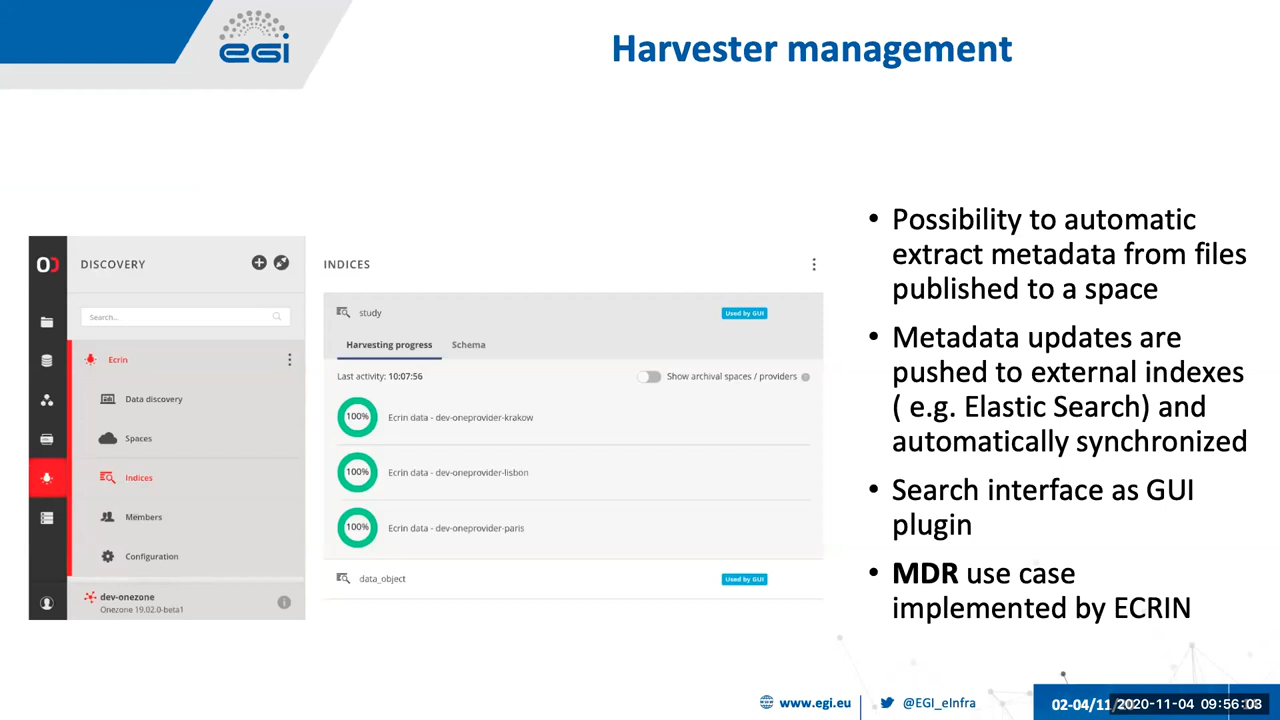 egi
Harvester management
DISCOVERY
Search...
Ecrin
Data discovery
Spaces
Indices
Members
Configuration
dev-onezone
Onezone 19.02.0-beta1
INDICES
study
Used by GUI
Harvesting progress
Schema
Last activity: 10:07:56
Show archival spaces / providers
100%
Ecrin data - dev-oneprovider-krakow
100%
Ecrin data - dev-oneprovider-lisbon
100%
Ecrin data - dev-oneprovider-paris
data_object
Used by GUI
• Possibility to automatic
extract metadata from files
published to a space
• Metadata updates are
pushed to external indexes
( e.g. Elastic Search) and
automatically synchronized
• Search interface as GUI
plugin
• MDR use case
implemented by ECRIN
www.egi.eu
@EGI_eInfra
02-04/11/
2020-11-04 09:56:03